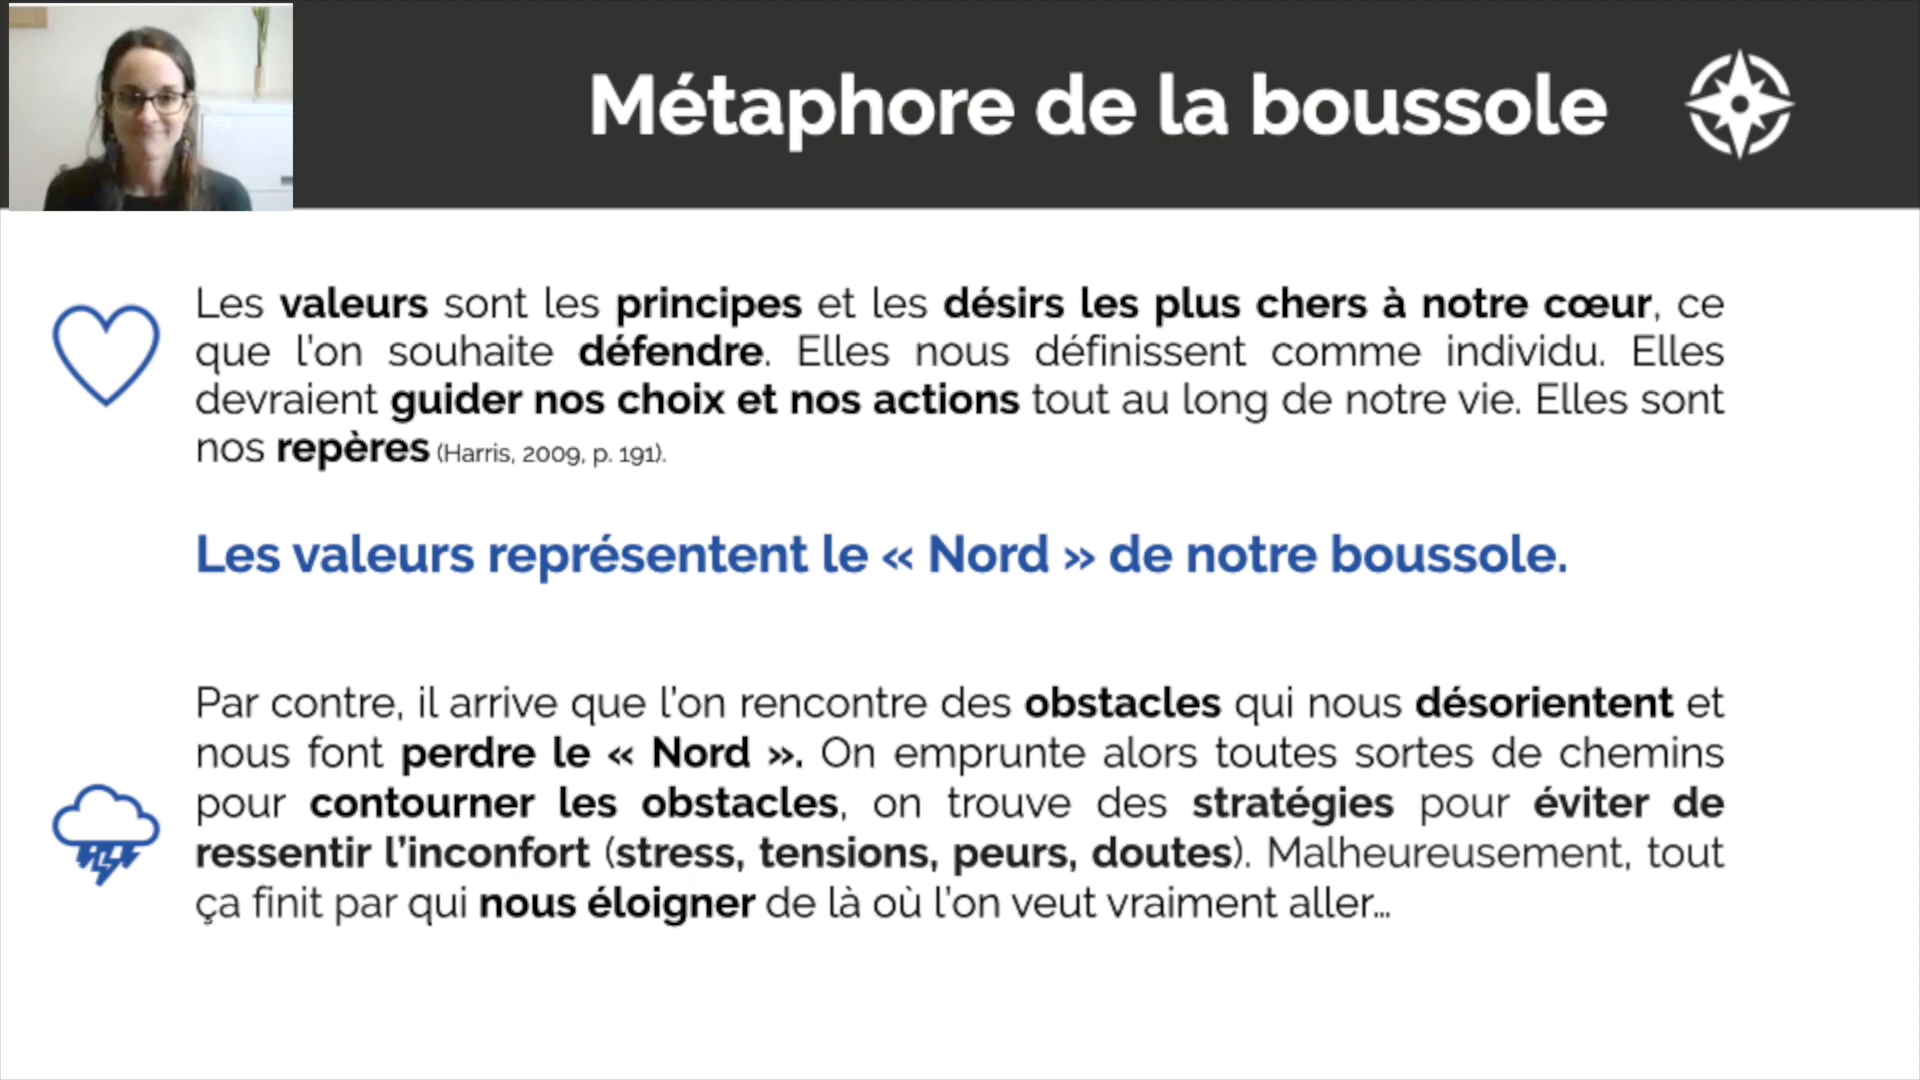 Métaphore de la boussole
Les valeurs sont les principes et les désirs les plus chers à notre cœur, ce
que l'on souhaite défendre. Elles nous définissent comme individu. Elles
devraient guider nos choix et nos actions tout au long de notre vie. Elles sont
nos repères (Harris, 2009, p. 191).
Les valeurs représentent le « Nord » de notre boussole.
Par contre, il arrive que l'on rencontre des obstacles qui nous désorientent et
nous font perdre le « Nord ». On emprunte alors toutes sortes de chemins
pour contourner les obstacles, on trouve des stratégies pour éviter de
ressentir l'inconfort (stress, tensions, peurs, doutes). Malheureusement, tout
ça finit par qui nous éloigner de là où l'on veut vraiment aller...